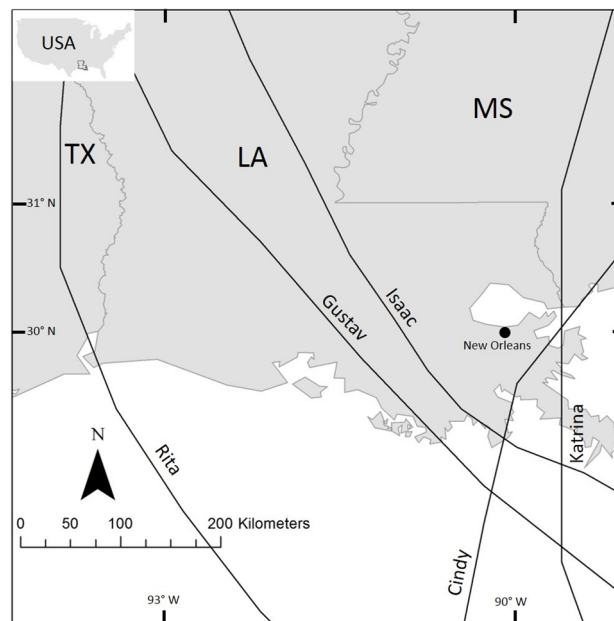 USA
MS
TX
LA
31° N
Isaac
Gustav
30° N
New Orleans
Katrina
Rita
N
0 50 100 200 Kilometers
Cindy
93° W
90° W